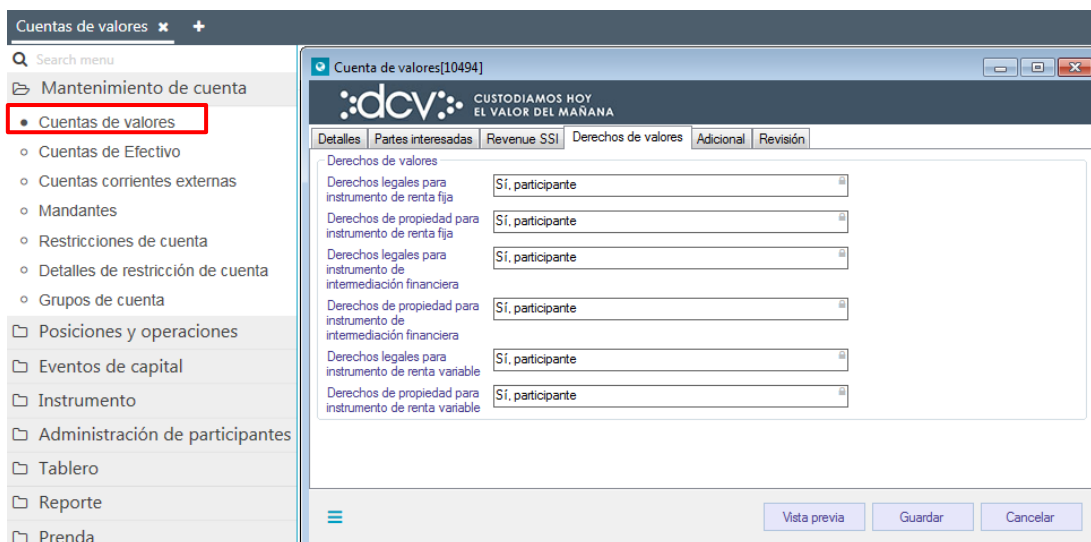 Cuentas de valores ✖ +
Search menu
Mantenimiento de cuenta
Cuentas de valores
Cuentas de Efectivo
Cuentas corrientes externas
Mandantes
Restricciones de cuenta
Detalles de restricción de cuenta
Grupos de cuenta
Posiciones y operaciones
Eventos de capital
Instrumento
Administración de participantes
Tablero
Reporte
Prenda
Cuenta de valores[10494]
dcv
CUSTODIAMOS HOY
EL VALOR DEL MAÑANA
Detalles Partes interesadas Revenue SSI Derechos de valores Adicional Revisión
Derechos de valores
Derechos legales para
instrumento de renta fija
Sí, participante
Derechos de propiedad para
instrumento de renta fija
Sí, participante
Derechos legales para
instrumento de
intermediación financiera
Sí, participante
Derechos de propiedad para
instrumento de
intermediación financiera
Sí, participante
Derechos legales para
instrumento de renta variable
Sí, participante
Derechos de propiedad para
instrumento de renta variable
Sí, participante
Vista previa Guardar Cancelar